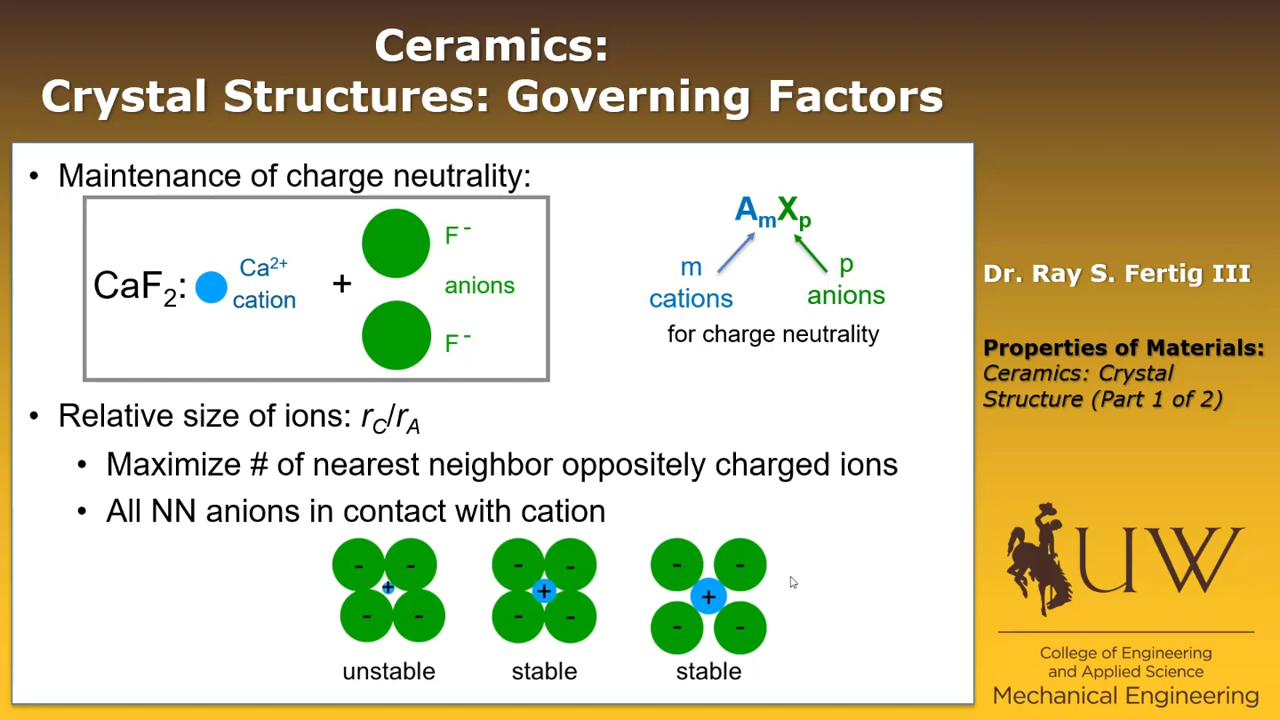 Ceramics:
Crystal Structures: Governing Factors
• Maintenance of charge neutrality:
CaF₂:
Ca²⁺
cation
+
F⁻
anions
F⁻
AₘXₚ
m
cations
p
anions
for charge neutrality
• Relative size of ions: r_C/r_A
• Maximize # of nearest neighbor oppositely charged ions
• All NN anions in contact with cation
- -
+
- -
unstable
- -
+
- -
stable
- -
+
- -
stable
Dr. Ray S. Fertig III
Properties of Materials:
Ceramics: Crystal
Structure (Part 1 of 2)
UW
College of Engineering
and Applied Science
Mechanical Engineering